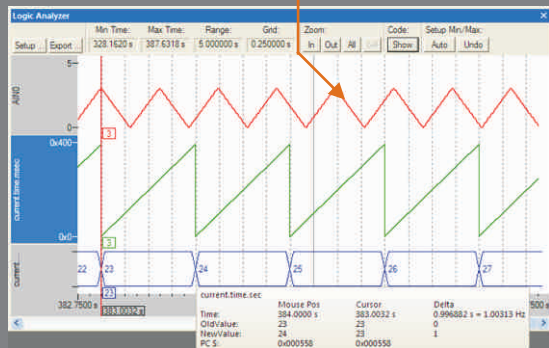 Logic Analyzer
Min Time: Max Time: Range: Grid: Zoom: Code: Setup Min/Max:
Setup ... Export ... 328.1620 s 387.6318 s 5.000000 s 0.250000 s In Out All Show Auto Undo
5
AIN0
0
3
0x400
current.time.msec
0x0
3
current....
22 23 24 25 26 27
23
382.7500 s 383.0032 s
current.time.sec
Mouse Pos Cursor Delta
Time: 384.0000 s 383.0032 s 0.996882 s = 1.00313 Hz
OldValue: 23 23 0
NewValue: 24 23 1
PC $: 0x000558 0x000558